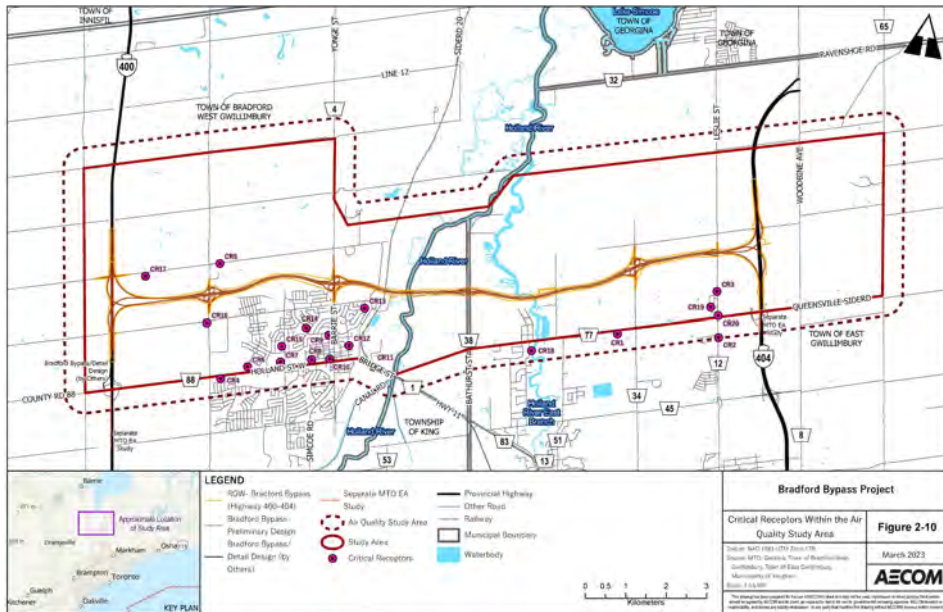 TOWN OF
INNISFIL
YONGE ST
SIDERD 20
Lake Simcoe
TOWN OF
GEORGINA
TOWN OF
GEORGINA
65
400
LINE 17
32
RAVENSHOE RD
TOWN OF BRADFORD
WEST GWILLIMBURY
4
Holland River
LESLIE ST
WOODBINE AVE
Holland River
CR5
CR17
CR3
CR16
CR13
CR19
QUEENSVILLE SIDERD
CR14
BARRIE ST
CR20
Separate
MTO EA
Study
TOWN OF EAST
GWILLIMBURY
CR15
CR9
CR12
38
77
CR1
CR2
Bradford Bypass/Detail
Design
(by Others)
CR6
CR7
CR8
CR11
CR18
CR10
HOLLAND ST W
BRIDGE ST
BATHURST ST
12
404
COUNTY RD 88
88
CR4
CANAL RD
1
HWY 11
Holland
River East
Branch
34
45
Separate
MTO EA
Study
SIMCOE RD
Holland River
TOWNSHIP
OF KING
83
51
8
53
13
Barrie
Approximate Location
of Study Area
Orangeville
Markham
Oshawa
Brampton
Toronto
Guelph
Kitchener
Oakville
KEY PLAN
LEGEND
ROW- Bradford Bypass
(Highway 400-404)
Bradford Bypass-
Preliminary Design
Bradford Bypass/
Detail Design (by
Others)
Separate MTO EA
Study
Air Quality Study Area
Study Area
Critical Receptors
Provincial Highway
Other Road
Railway
Municipal Boundary
Waterbody
0 0.5 1 2 3
Kilometers
Bradford Bypass Project
Critical Receptors Within the Air
Quality Study Area
Figure 2-10
March 2023
AECOM